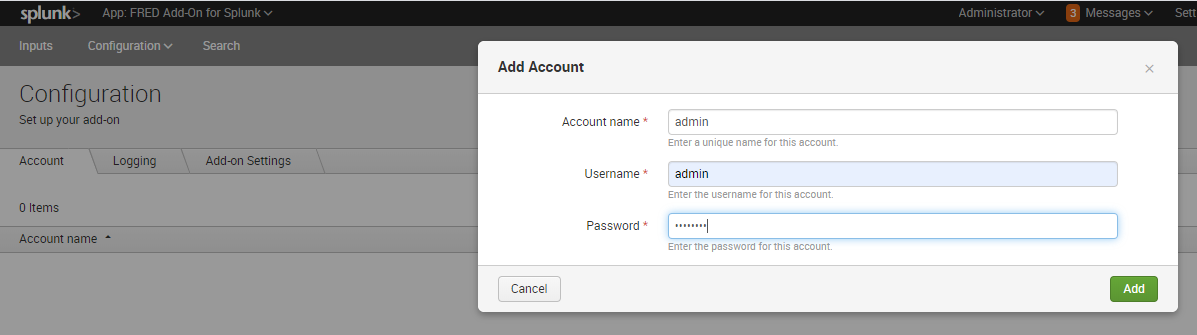 splunk> App: FRED Add-On for Splunk Administrator 3 Messages Sett
Inputs Configuration Search
Add Account ×
Configuration
Set up your add-on
Account name * admin
Enter a unique name for this account.
Account Logging Add-on Settings
Username * admin
Enter the username for this account.
0 Items
Password * ••••••••
Account name
Enter the password for this account.
Cancel Add